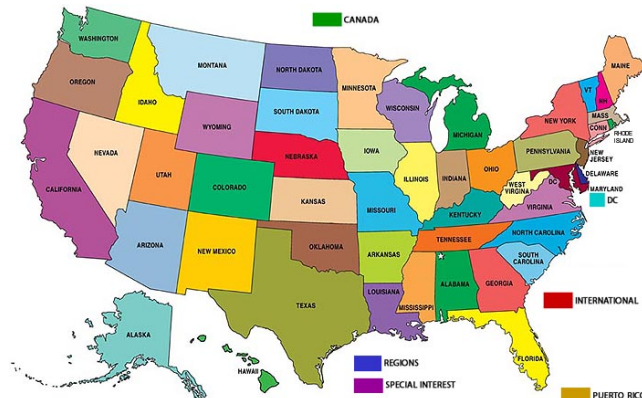 CANADA
WASHINGTON
OREGON
IDAHO
MONTANA
NORTH DAKOTA
MINNESOTA
SOUTH DAKOTA
WISCONSIN
MICHIGAN
WYOMING
NEVADA
UTAH
CALIFORNIA
COLORADO
NEBRASKA
IOWA
ILLINOIS
INDIANA
OHIO
PENNSYLVANIA
NEW YORK
VT
NH
MAIHE
MASS
CONN
RHODE
ISLAND
NEW
JERSEY
DELAWARE
MARYLAND
DC
DC
WEST
VIRGINIA
VIRGINIA
KANSAS
MISSOURI
KENTUCKY
TENNESSEE
NORTH CAROLINA
SOUTH
CAROLINA
ARIZONA
NEW MEXICO
OKLAHOMA
ARKANSAS
TEXAS
LOUISIANA
MISSISSIPPI
ALABAMA
GEORGIA
FLORIDA
ALASKA
HAWAII
INTERNATIONAL
REGIONS
SPECIAL INTEREST
PUERTO RICO